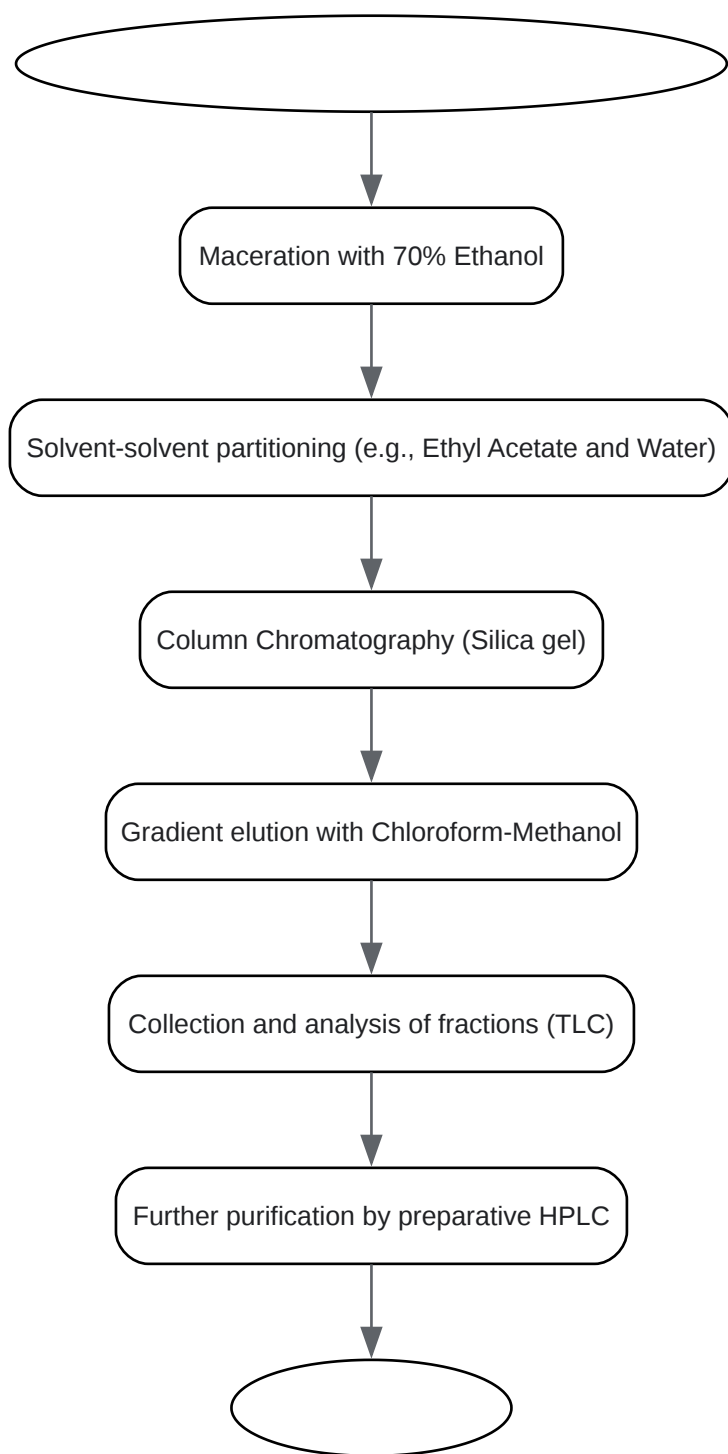 Maceration with 70% Ethanol
Solvent-solvent partitioning (e.g., Ethyl Acetate and Water)
Column Chromatography (Silica gel)
Gradient elution with Chloroform-Methanol
Collection and analysis of fractions (TLC)
Further purification by preparative HPLC